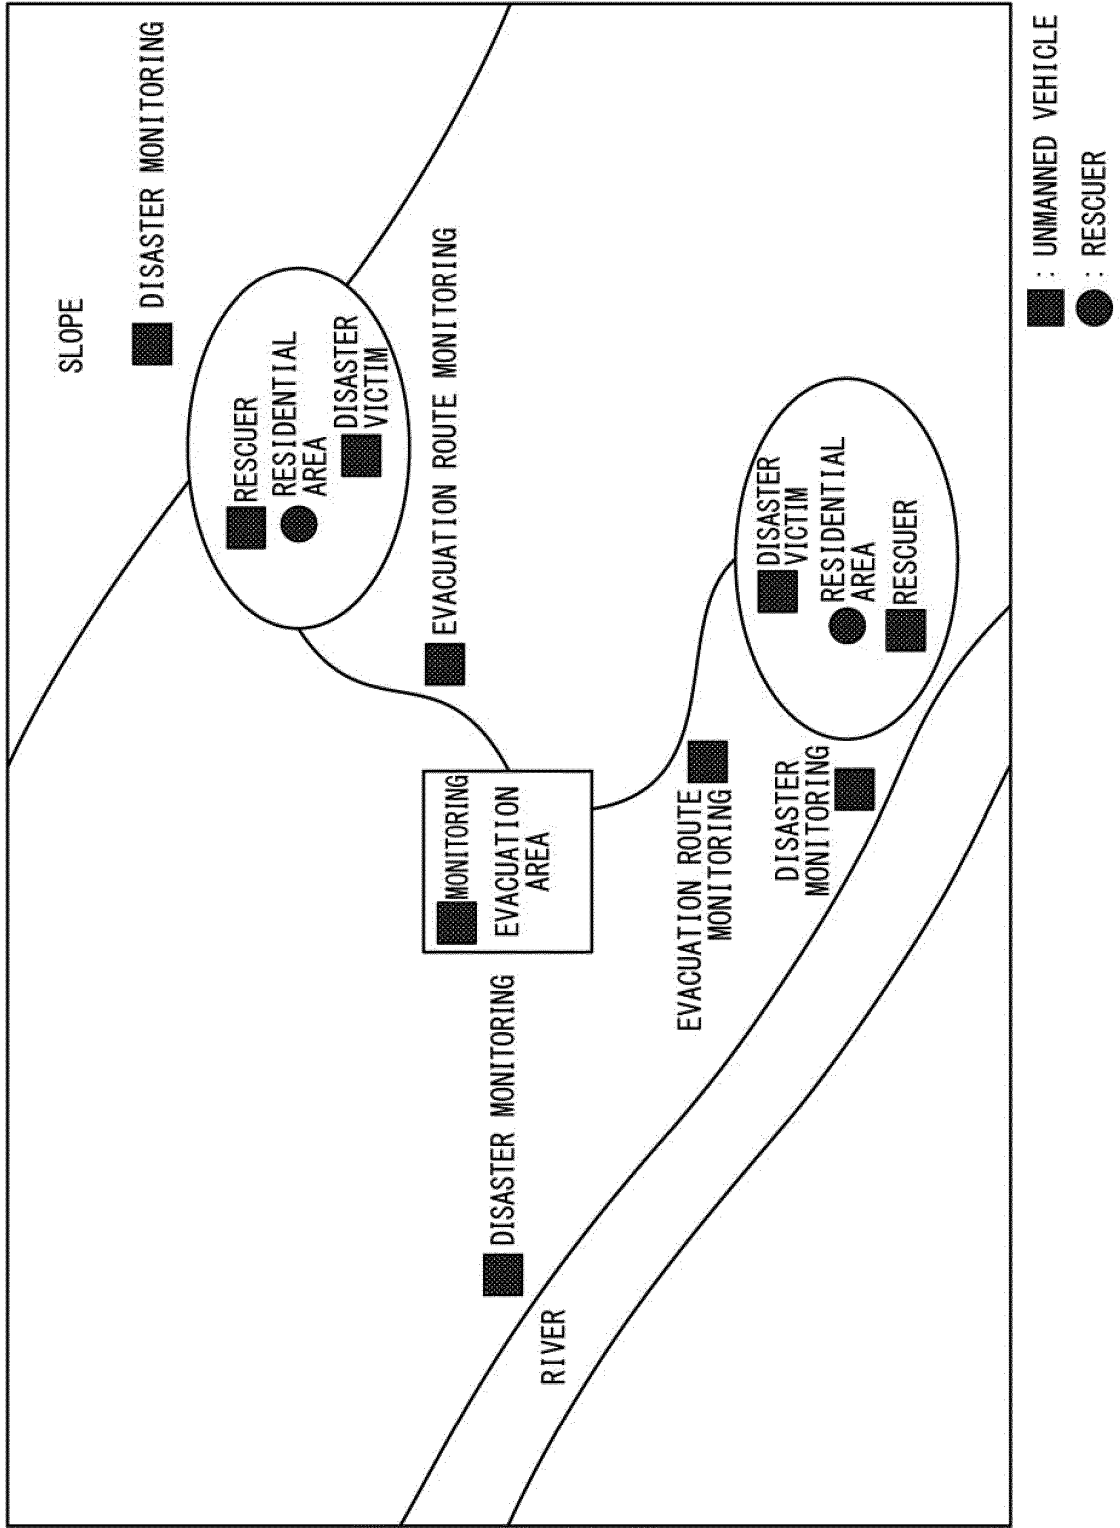 SLOPE
DISASTER MONITORING
RESCUER
RESIDENTIAL
AREA
DISASTER
VICTIM
EVACUATION ROUTE MONITORING
MONITORING
EVACUATION
AREA
DISASTER MONITORING
RIVER
EVACUATION ROUTE
MONITORING
DISASTER
MONITORING
DISASTER
VICTIM
RESIDENTIAL
AREA
RESCUER
: UNMANNED VEHICLE
: RESCUER